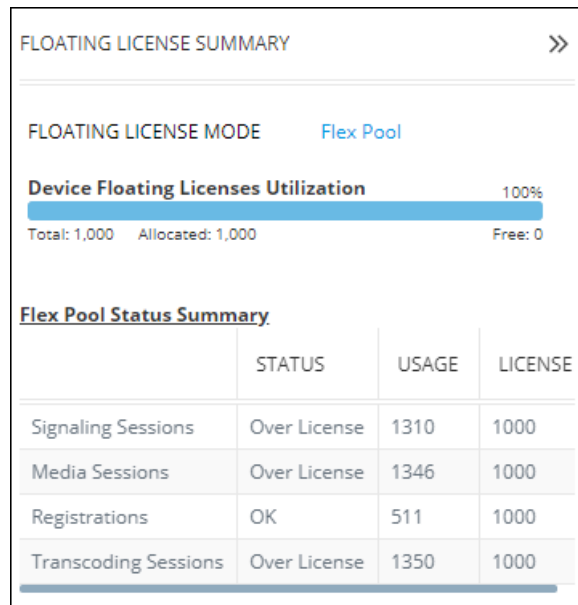 FLOATING LICENSE SUMMARY »
FLOATING LICENSE MODE Flex Pool
Device Floating Licenses Utilization 100%
Total: 1,000 Allocated: 1,000 Free: 0
Flex Pool Status Summary
STATUS USAGE LICENSE
Signaling Sessions Over License 1310 1000
Media Sessions Over License 1346 1000
Registrations OK 511 1000
Transcoding Sessions Over License 1350 1000